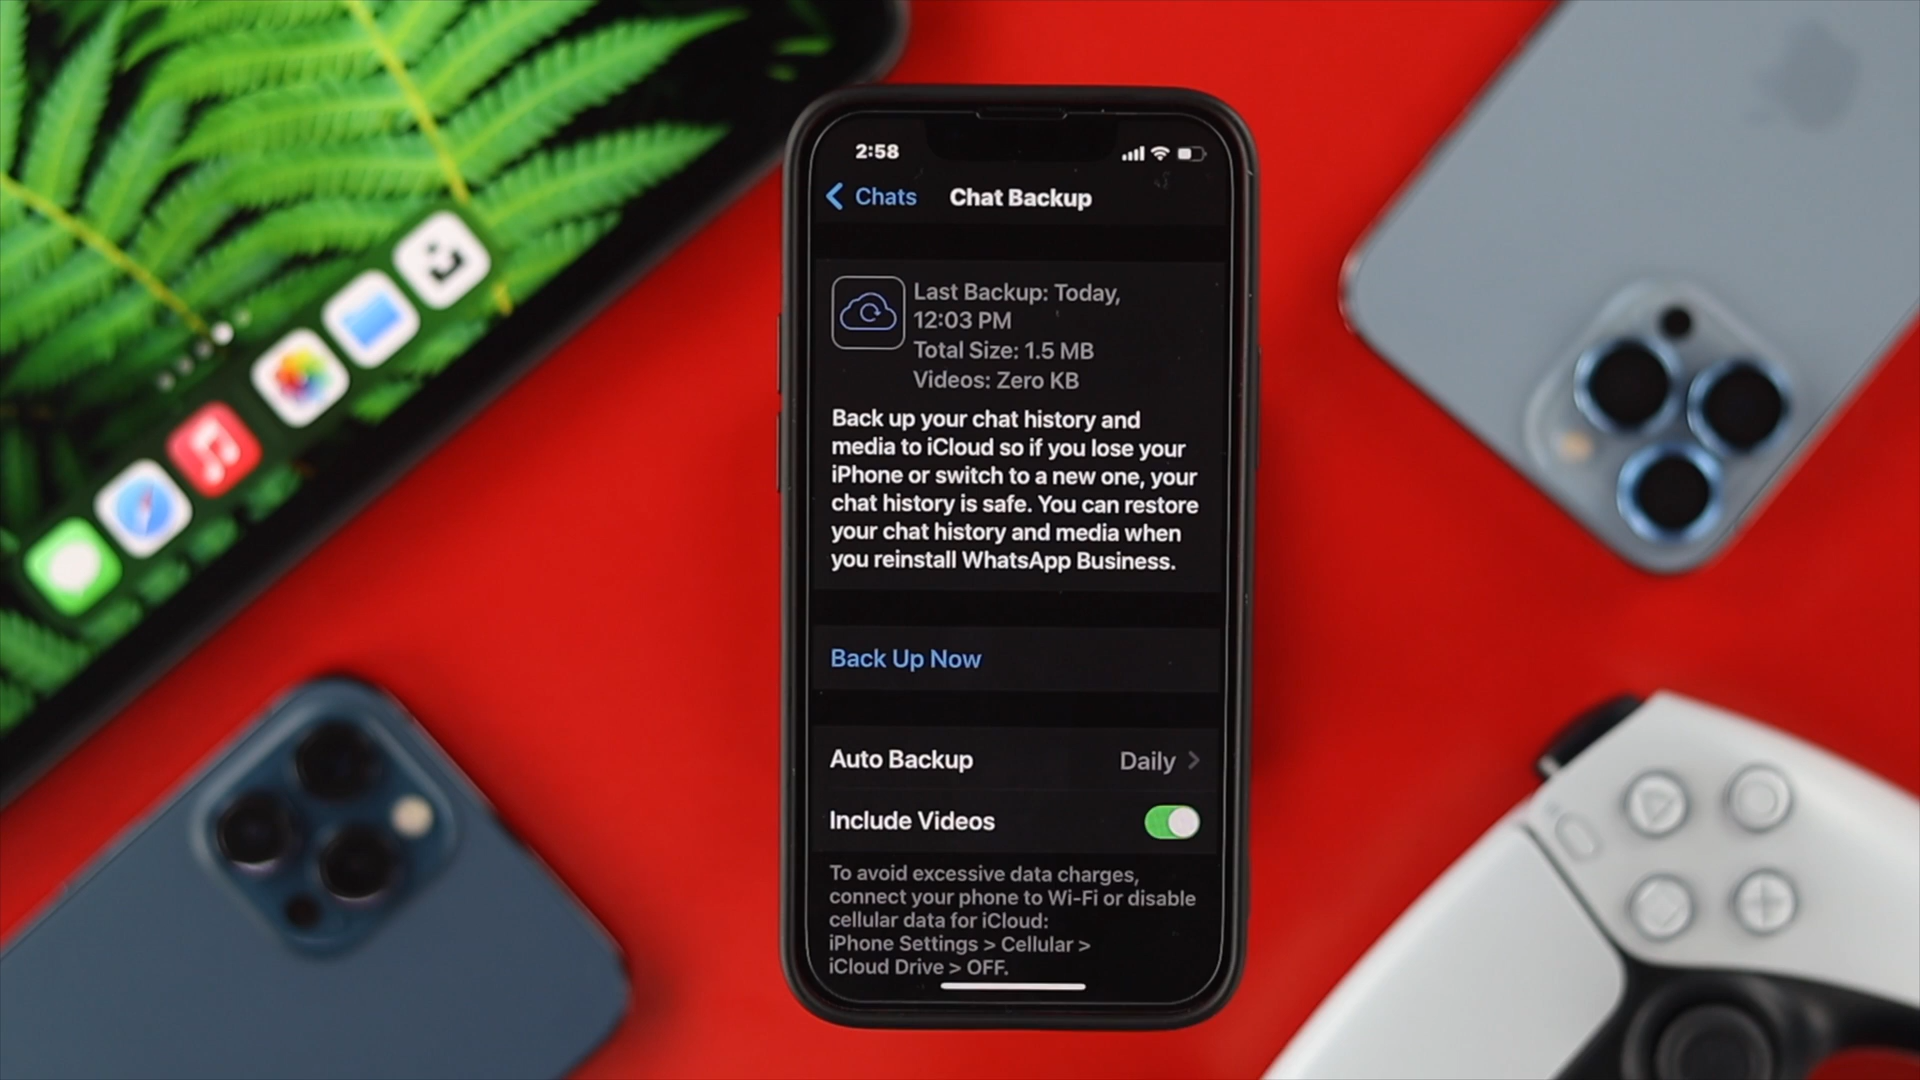 2:58
Chats
Chat Backup
Last Backup: Today,
12:03 PM
Total Size: 1.5 MB
Videos: Zero KB
Back up your chat history and
media to iCloud so if you lose your
iPhone or switch to a new one, your
chat history is safe. You can restore
your chat history and media when
you reinstall WhatsApp Business.
Back Up Now
Auto Backup
Daily
Include Videos
To avoid excessive data charges,
connect your phone to Wi-Fi or disable
cellular data for iCloud:
iPhone Settings > Cellular >
iCloud Drive > OFF.